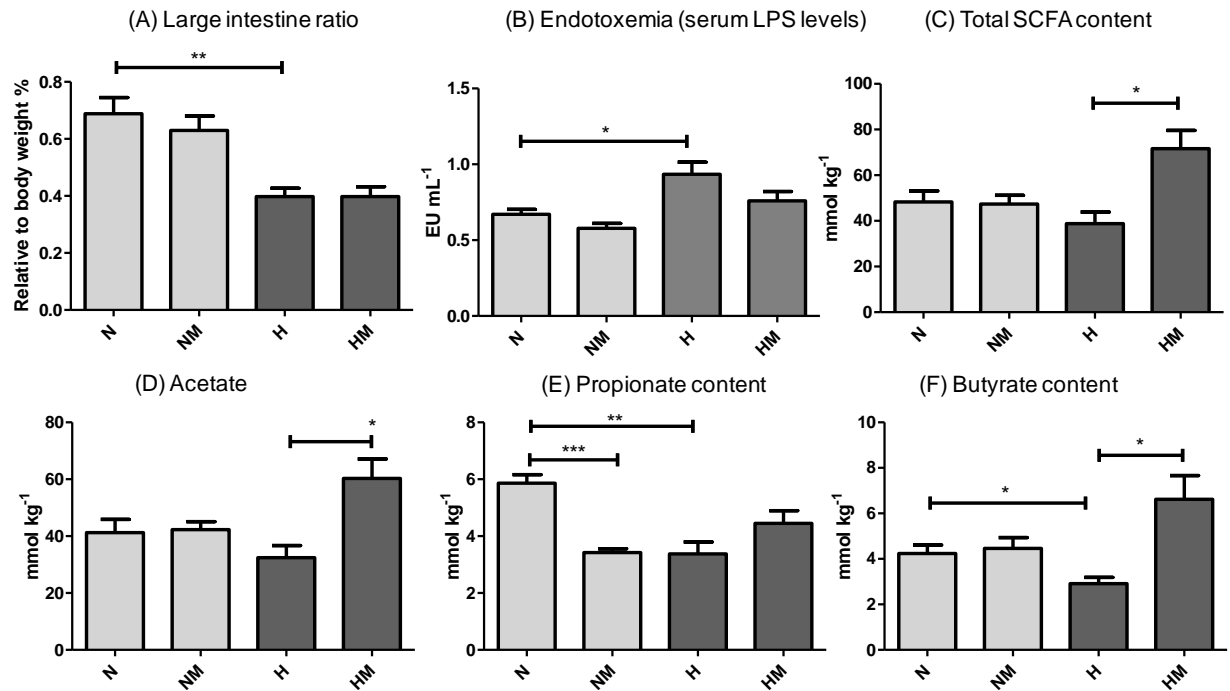 (A) Large intestine ratio
**
Relative to body weight %
0.8
0.6
0.4
0.2
0.0
N
NM
H
HM
(B) Endotoxemia (serum LPS levels)
*
EU mL-1
1.5
1.0
0.5
0.0
N
NM
H
HM
(C) Total SCFA content
*
mmol kg-1
100
80
60
40
20
0
N
NM
H
HM
(D) Acetate
*
mmol kg-1
80
60
40
20
0
N
NM
H
HM
(E) Propionate content
**
***
mmol kg-1
8
6
4
2
0
N
NM
H
HM
(F) Butyrate content
*
*
mmol kg-1
10
8
6
4
2
0
N
NM
H
HM